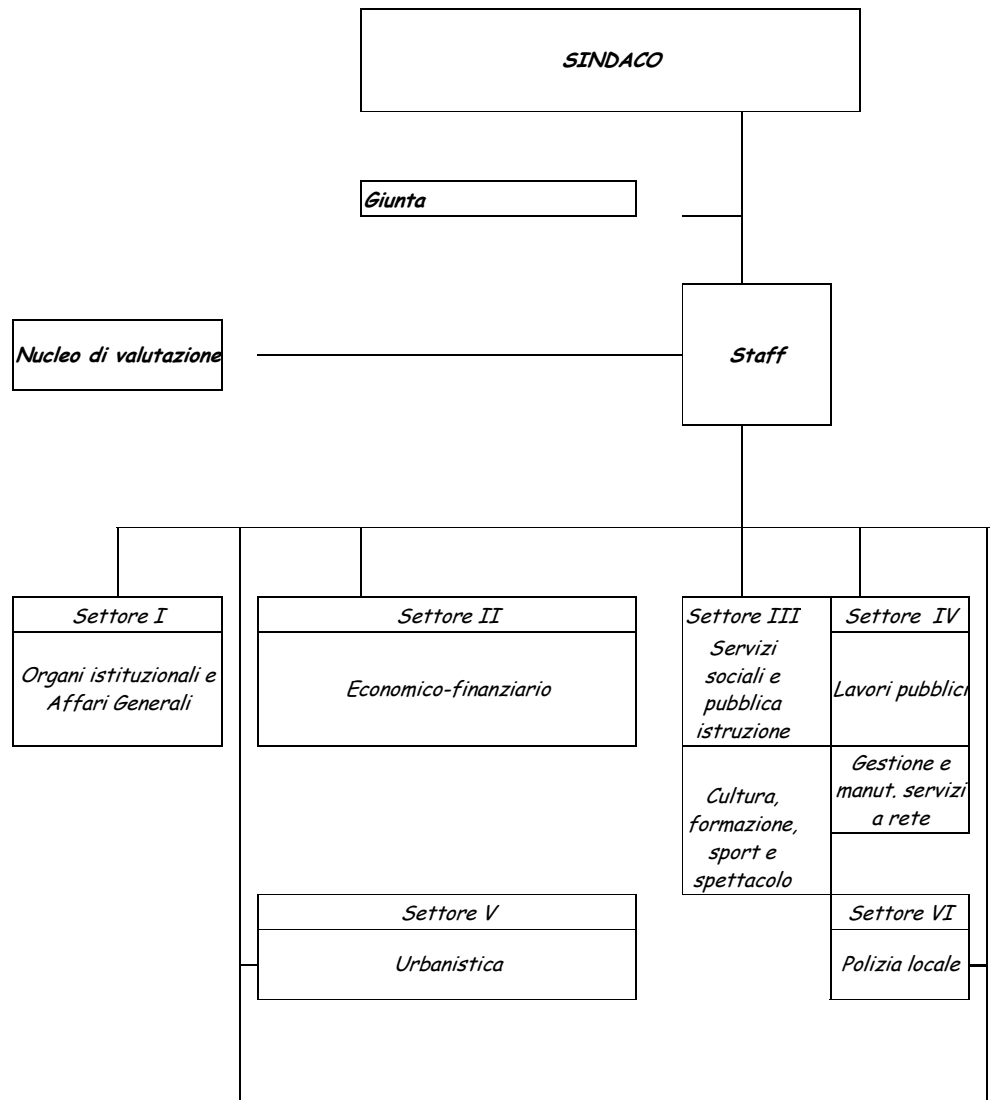 SINDACO
Giunta
Nucleo di valutazione
Staff
Settore I
Organi istituzionali e
Affari Generali
Settore II
Economico-finanziario
Settore III
Servizi
sociali e
pubblica
istruzione
Cultura,
formazione,
sport e
spettacolo
Settore IV
Lavori pubblici
Gestione e
manut. servizi
a rete
Settore V
Urbanistica
Settore VI
Polizia locale